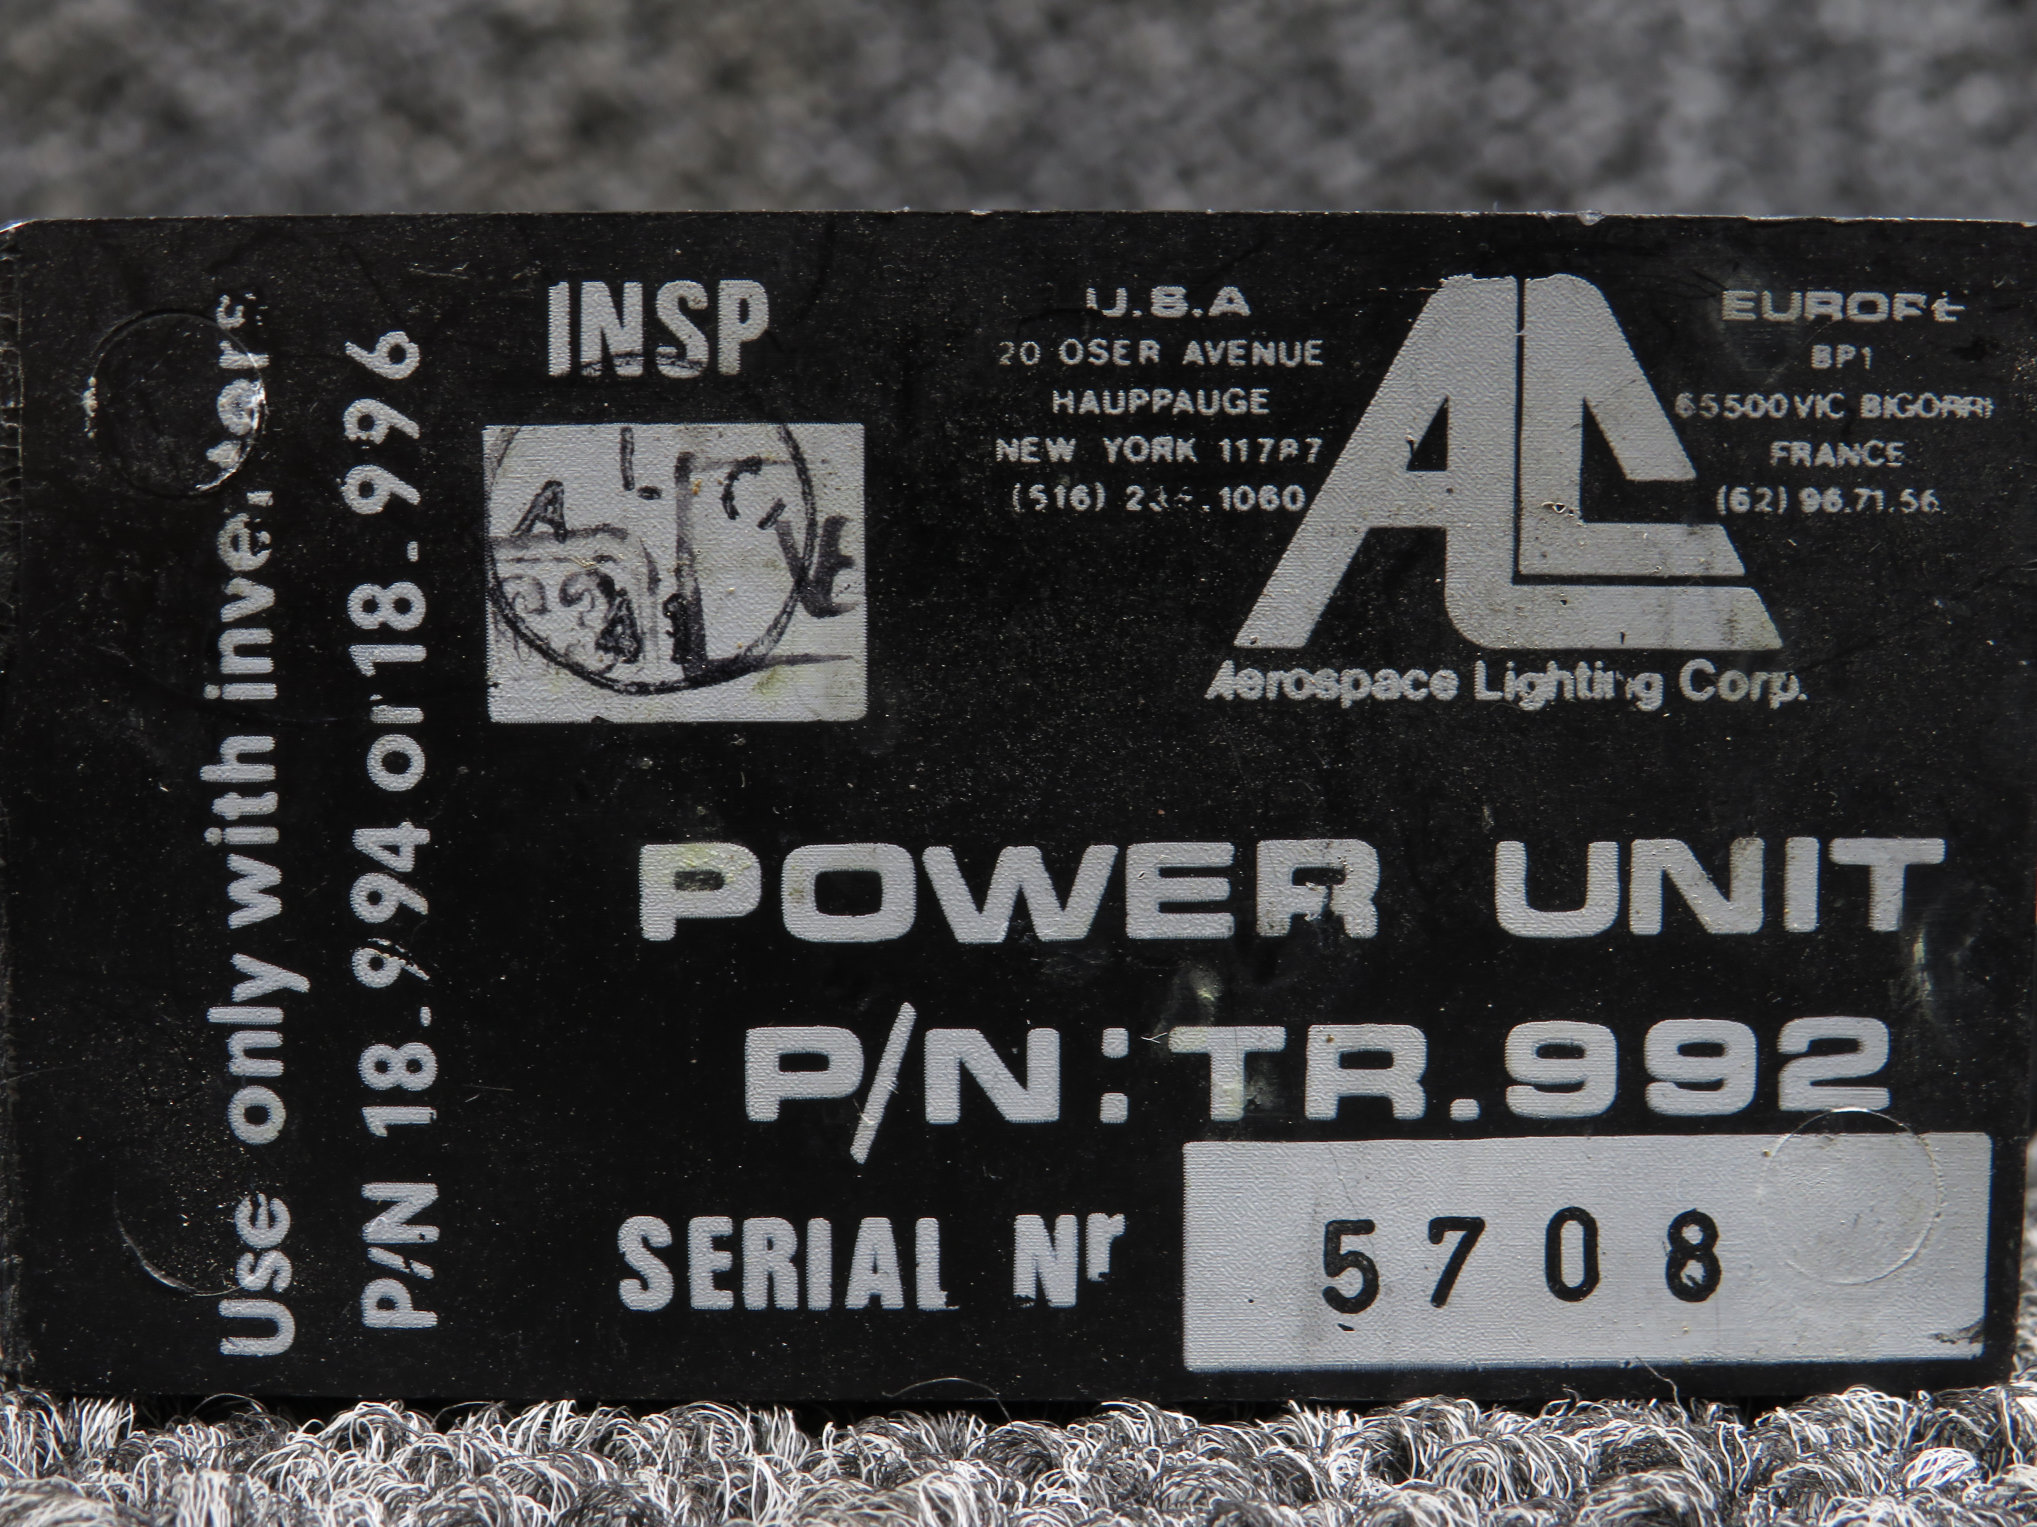 Use only with
P/N 18-994 or 18-996
INSP
A.L.C.
U.S.A
20 OSER AVENUE
HAUPPAUGE
NEW YORK 11787
EUROPE
BP1
65500 VIC BIGORRE
FRANCE
(62) 96.71.56
AL
Aerospace Lighting Corp.
POWER UNIT
P/N:TR.992
SERIAL Nr 5708